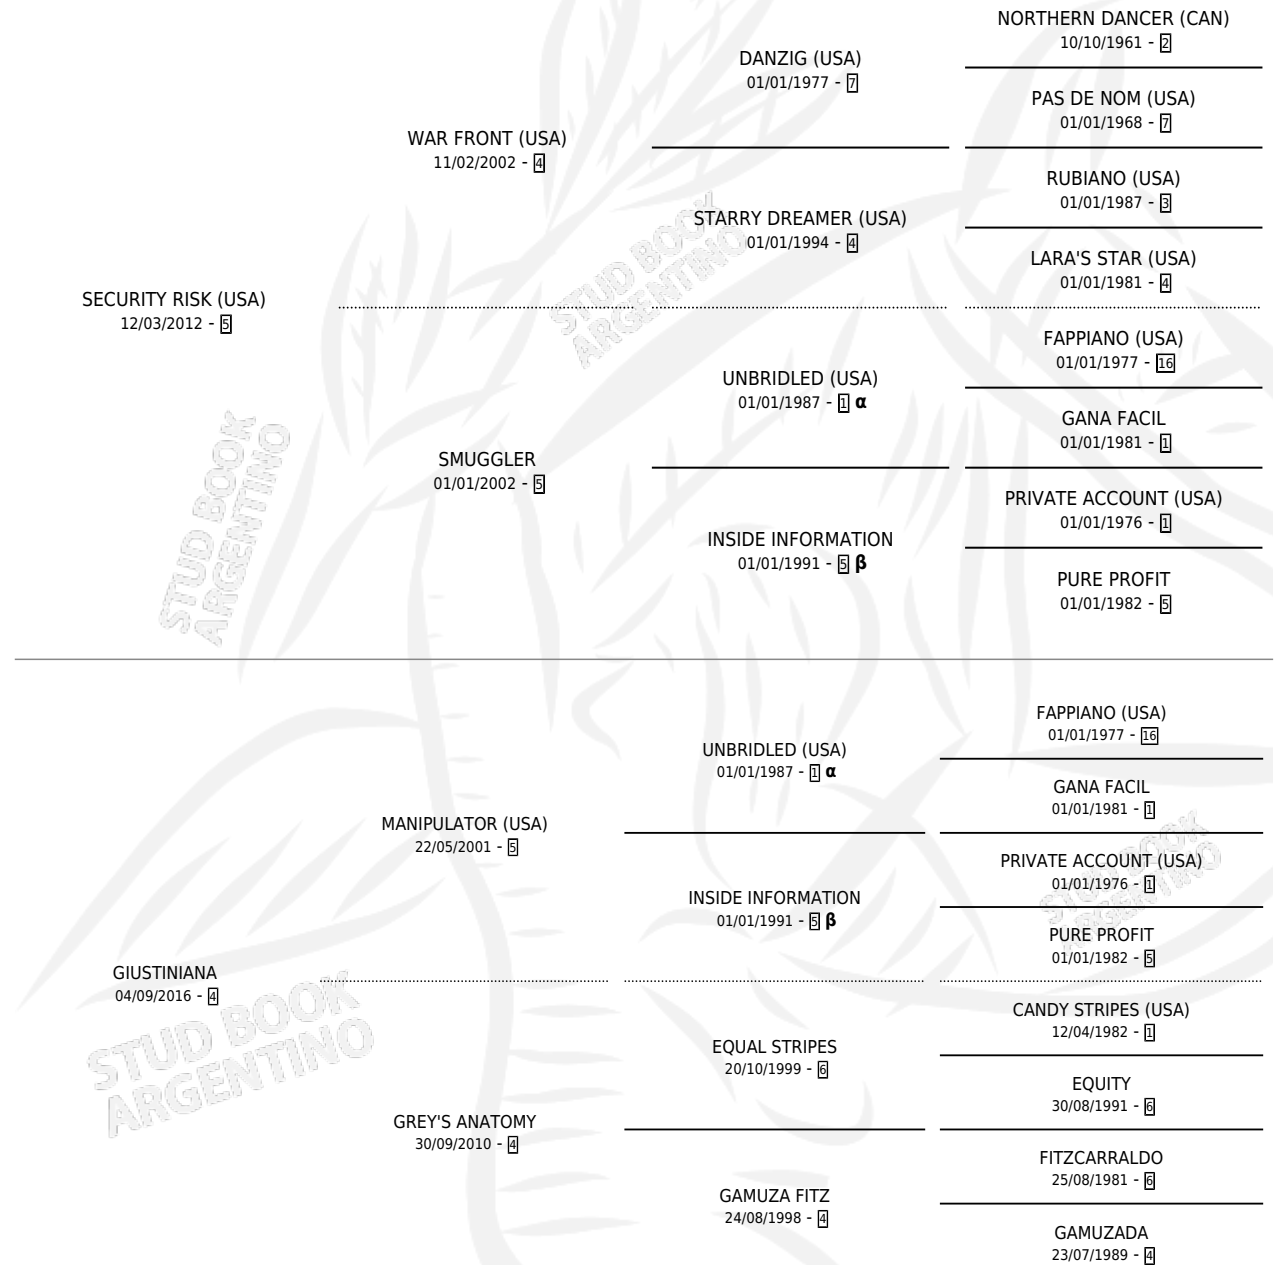 NORTHERN DANCER (CAN)
10/10/1961 - 2
DANZIG (USA)
01/01/1977 - 7
PAS DE NOM (USA)
01/01/1968 - 7
WAR FRONT (USA)
11/02/2002 - 4
RUBIANO (USA)
01/01/1987 - 3
STARRY DREAMER (USA)
01/01/1994 - 4
LARA'S STAR (USA)
01/01/1981 - 4
SECURITY RISK (USA)
12/03/2012 - 5
FAPPIANO (USA)
01/01/1977 - 16
UNBRIDLED (USA)
01/01/1987 - 1 α
GANA FACIL
01/01/1981 - 1
SMUGGLER
01/01/2002 - 5
PRIVATE ACCOUNT (USA)
01/01/1976 - 1
INSIDE INFORMATION
01/01/1991 - 5 β
PURE PROFIT
01/01/1982 - 5
FAPPIANO (USA)
01/01/1977 - 16
UNBRIDLED (USA)
01/01/1987 - 1 α
GANA FACIL
01/01/1981 - 1
MANIPULATOR (USA)
22/05/2001 - 5
PRIVATE ACCOUNT (USA)
01/01/1976 - 1
INSIDE INFORMATION
01/01/1991 - 5 β
PURE PROFIT
01/01/1982 - 5
GIUSTINIANA
04/09/2016 - 4
CANDY STRIPES (USA)
12/04/1982 - 1
EQUAL STRIPES
20/10/1999 - 6
EQUITY
30/08/1991 - 6
GREY'S ANATOMY
30/09/2010 - 4
FITZCARRALDO
25/08/1981 - 6
GAMUZA FITZ
24/08/1998 - 4
GAMUZADA
23/07/1989 - 4
STUD BOOK
ARGENTINO
STUD BOOK
ARGENTINO
STUD BOOK
ARGENTINO
STUD BOOK
ARGENTINO